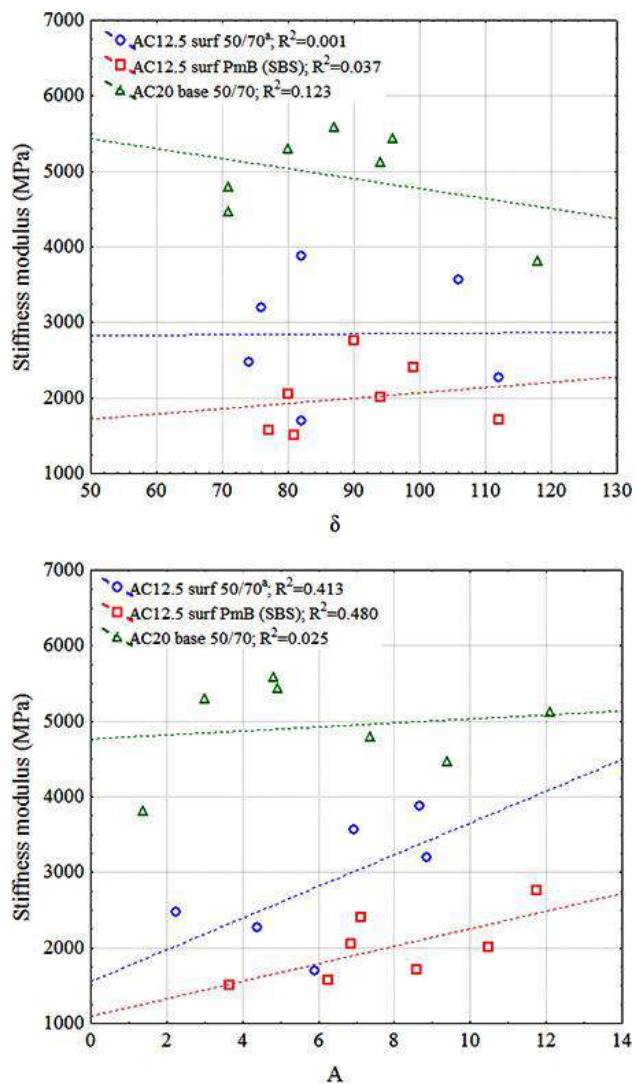 7000
6000
5000
4000
3000
2000
1000
Stiffness modulus (MPa)
AC12.5 surf 50/70ᵃ; R²=0.001
AC12.5 surf PmB (SBS); R²=0.037
AC20 base 50/70; R²=0.123
50 60 70 80 90 100 110 120 130
δ
7000
6000
5000
4000
3000
2000
1000
Stiffness modulus (MPa)
AC12.5 surf 50/70ᵃ; R²=0.413
AC12.5 surf PmB (SBS); R²=0.480
AC20 base 50/70; R²=0.025
0 2 4 6 8 10 12 14
A